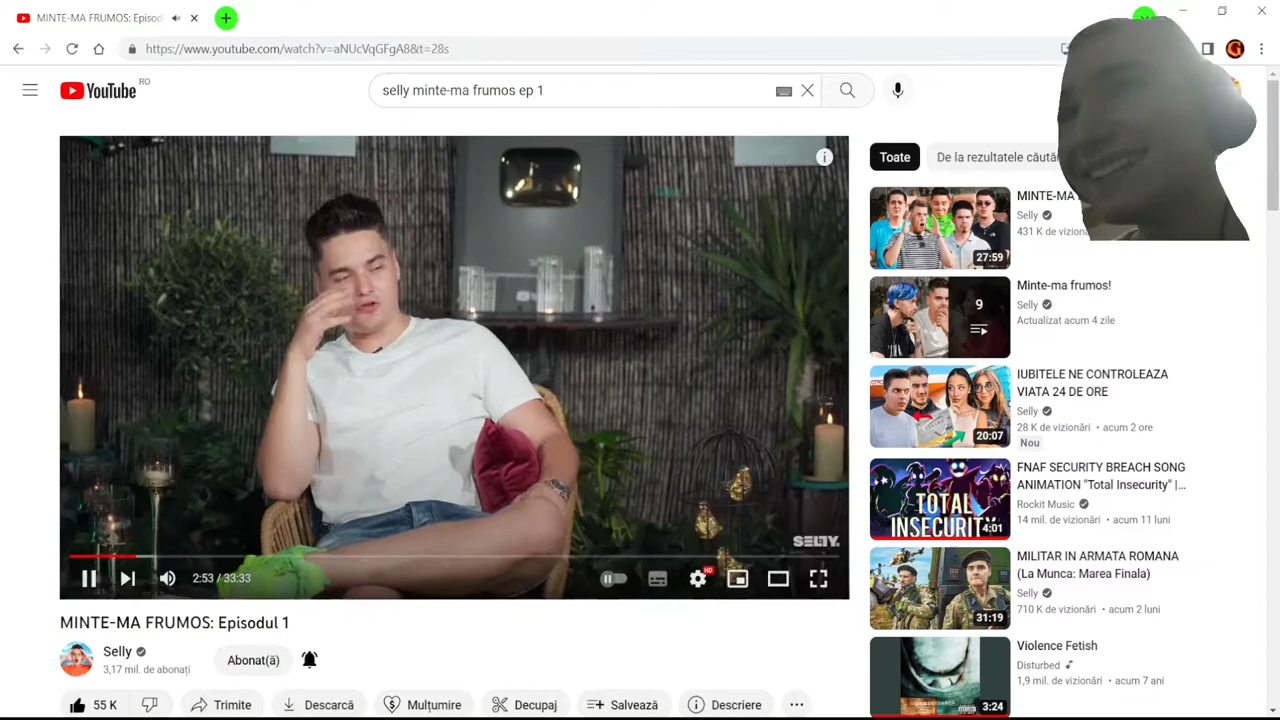 MINTE-MA FRUMOS: Episod
https://www.youtube.com/watch?v=aNUcVqGFgA8&t=28s
YouTube RO
selly minte-ma frumos ep 1
SELTY.
2:53 / 33:33
HD
MINTE-MA FRUMOS: Episodul 1
Selly
3,17 mil. de abonați
Abonat(ă)
55 K
Trimite
Descarcă
Mulțumire
Decupaj
Salvează
Descriere
Toate
De la rezultatele căutăr
MINTE-MA
Selly
431 K de vizionă
27:59
Minte-ma frumos!
Selly
Actualizat acum 4 zile
9
IUBITELE NE CONTROLEAZA
VIATA 24 DE ORE
Selly
28 K de vizionări • acum 2 ore
Nou
20:07
FNAF SECURITY BREACH SONG
ANIMATION "Total Insecurity" |...
Rockit Music
14 mil. de vizionări • acum 11 luni
TOTAL
INSECURITY
4:01
MILITAR IN ARMATA ROMANA
(La Munca: Marea Finala)
Selly
710 K de vizionări • acum 2 luni
31:19
Violence Fetish
Disturbed
1,9 mil. de vizionări • acum 7 ani
3:24